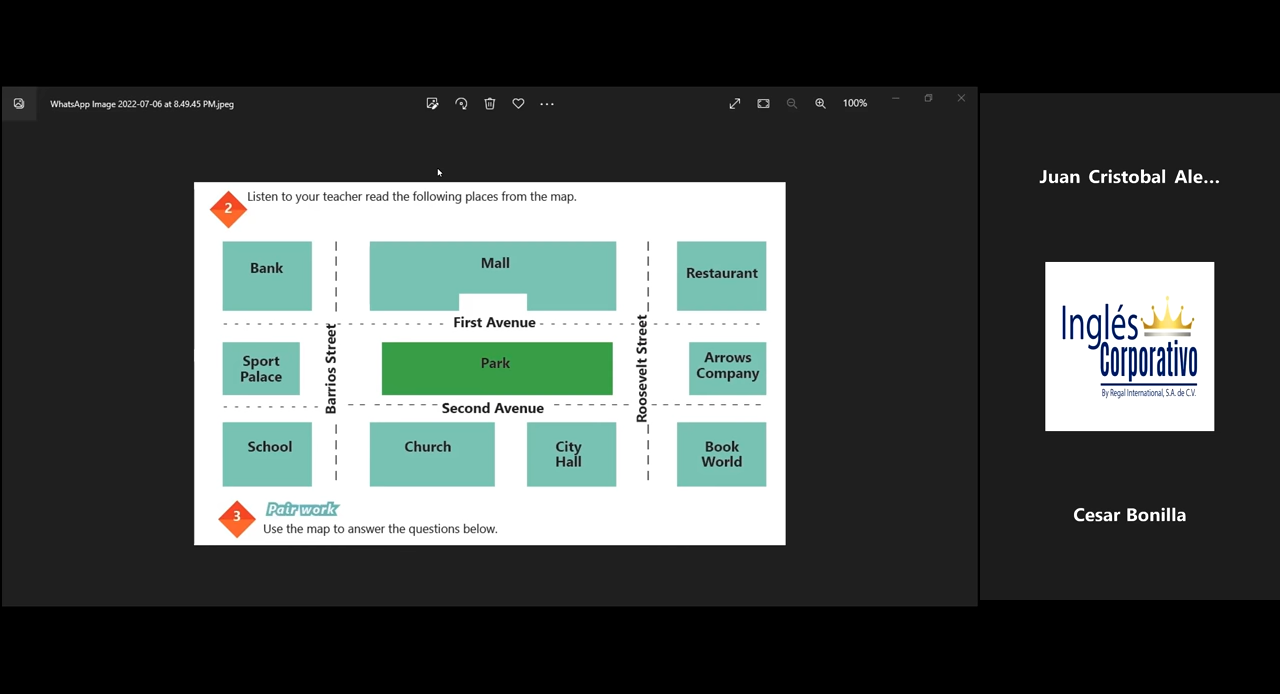 WhatsApp Image 2022-07-06 at 8.49.45 PM.jpeg
100%
2
Listen to your teacher read the following places from the map.
Bank
Mall
Restaurant
First Avenue
Barrios Street
Roosevelt Street
Sport
Palace
Park
Arrows
Company
Second Avenue
School
Church
City
Hall
Book
World
3
Pair work
Use the map to answer the questions below.
Juan Cristobal Ale...
Inglés
Corporativo
By Regal International, S.A. de C.V.
Cesar Bonilla